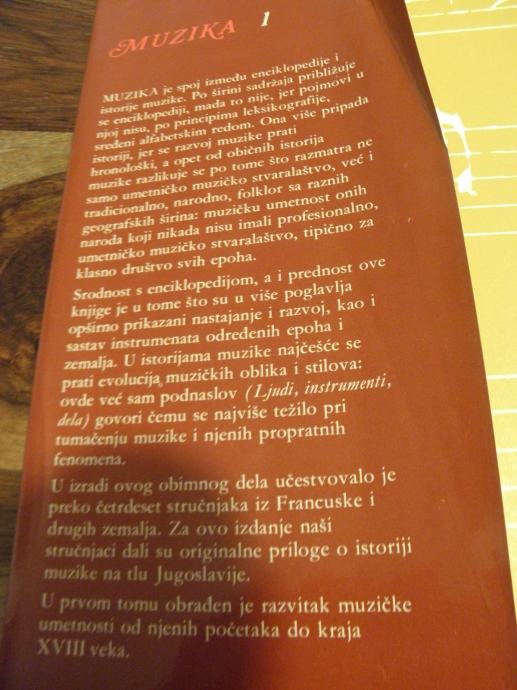 MUZIKA 1
MUZIKA je spoj između enciklopedije i
istorije muzike. Po širini sadržaja približuje
se enciklopediji, mada to nije, jer pojmovi u
njoj nisu, po principima leksikografije,
sređeni alfabetskim redom. Ona više pripada
istoriji, jer se razvoj muzike prati
hronološki, a opet od običnih istorija
muzike razlikuje se po tome što razmatra ne
samo umetničko muzičko stvaralaštvo, već i
tradicionalno, narodno, folklor sa raznih
geografskih širina: muzičku umetnost onih
naroda koji nikada nisu imali profesionalno,
umetničko muzičko stvaralaštvo, tipično za
klasno društvo svih epoha.
Srodnost s enciklopedijom, a i prednost ove
knjige je u tome što su u više poglavlja
opširno prikazani nastajanje i razvoj, kao i
sastav instrumenata određenih epoha i
zemalja. U istorijama muzike najčešće se
prati evolucija muzičkih oblika i stilova:
ovde već sam podnaslov (Ljudi, instrumenti,
dela) govori čemu se najviše težilo pri
tumačenju muzike i njenih propratnih
fenomena.
U izradi ovog obimnog dela učestvovalo je
preko četrdeset stručnjaka iz Francuske i
drugih zemalja. Za ovo izdanje naši
stručnjaci dali su originalne priloge o istoriji
muzike na tlu Jugoslavije.
U prvom tomu obrađen je razvitak muzičke
umetnosti od njenih početaka do kraja
XVIII veka.